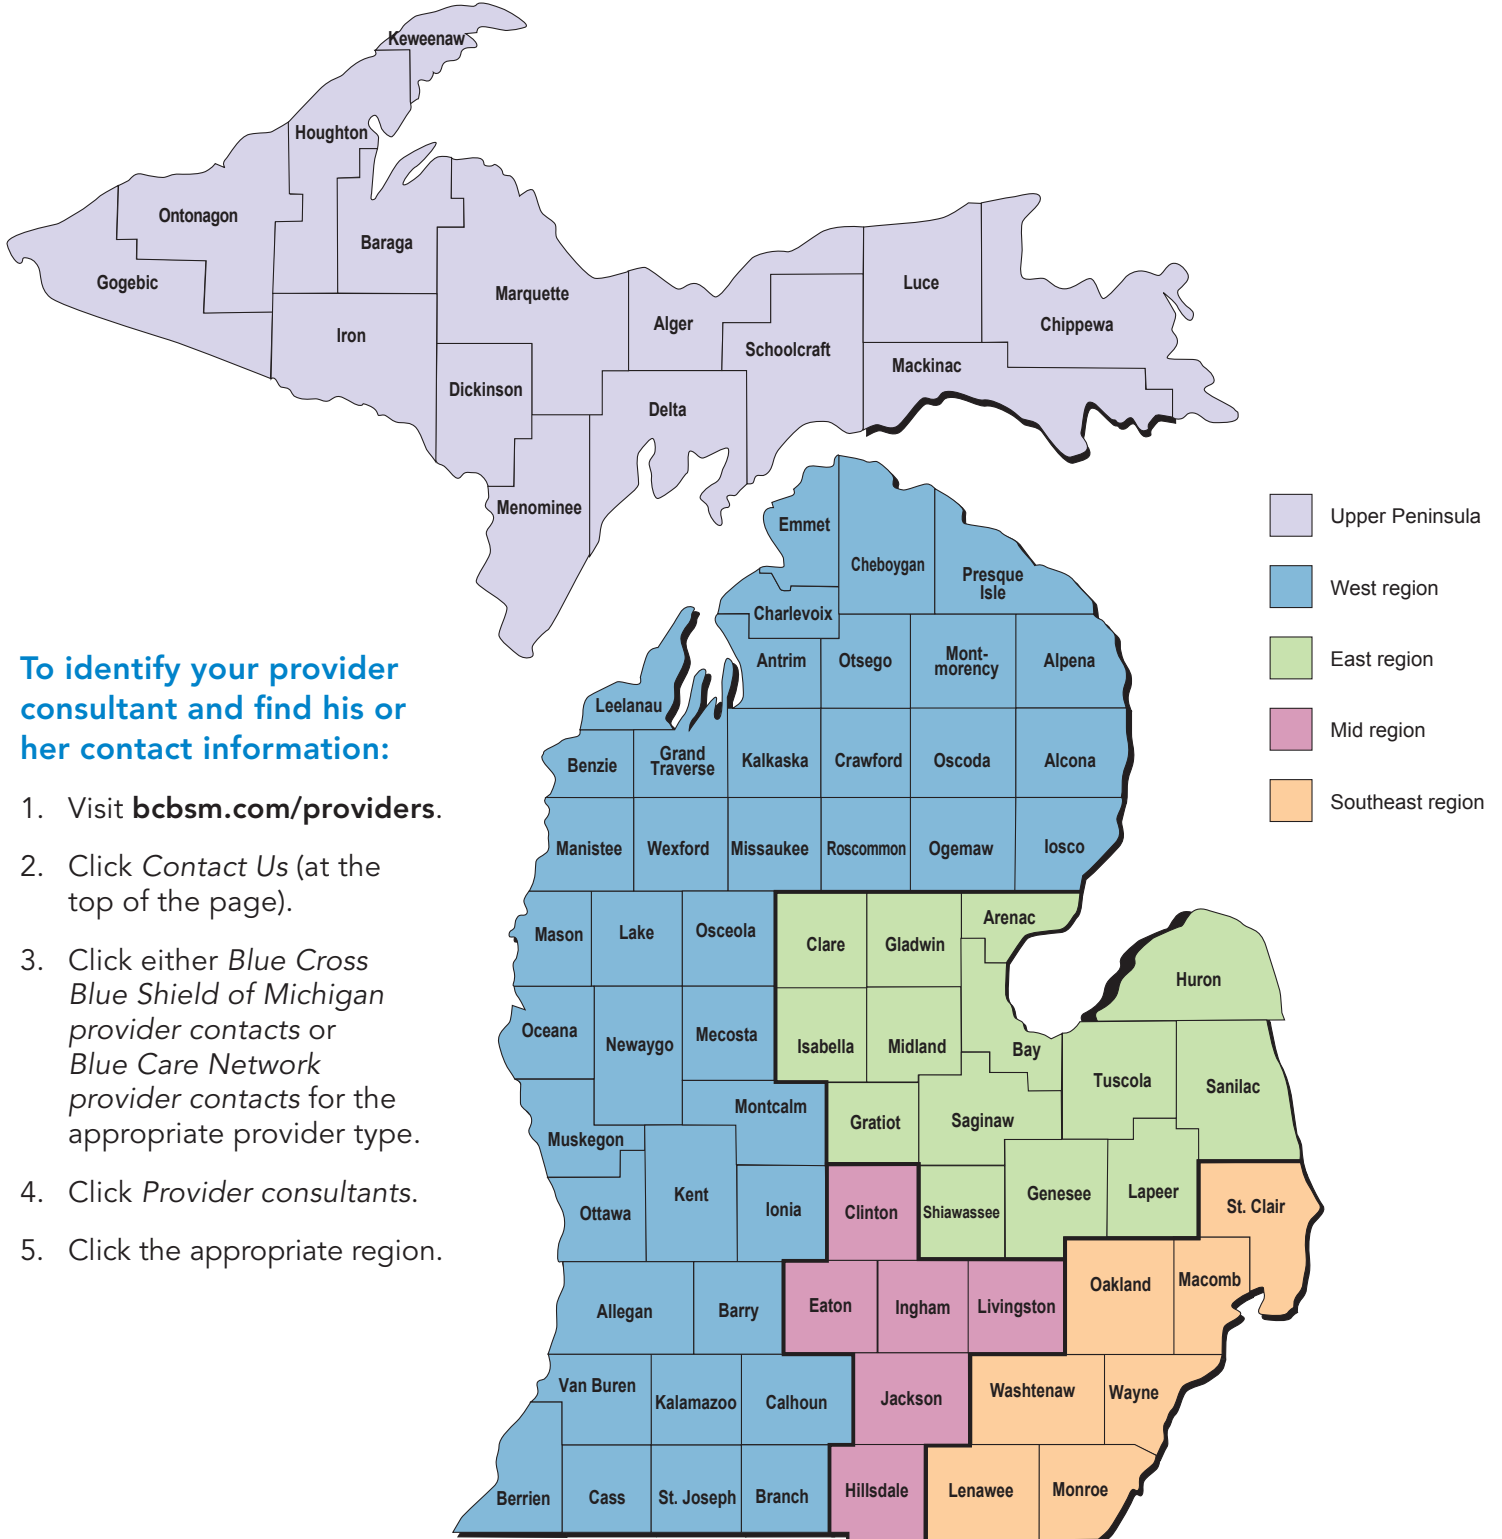 Keweenaw
Houghton
Ontonagon
Baraga
Gogebic
Marquette
Luce
Iron
Alger
Chippewa
Schoolcraft
Mackinac
Dickinson
Delta
Menominee
Emmet
Cheboygan
Presque
Isle
Charlevoix
Antrim
Otsego
Mont-
morency
Alpena
Leelanau
Benzie
Grand
Traverse
Kalkaska
Crawford
Oscoda
Alcona
Manistee
Wexford
Missaukee
Roscommon
Ogemaw
Iosco
Mason
Lake
Osceola
Clare
Gladwin
Arenac
Huron
Oceana
Newaygo
Mecosta
Isabella
Midland
Bay
Tuscola
Sanilac
Montcalm
Gratiot
Saginaw
Muskegon
Kent
Ottawa
Ionia
Clinton
Shiawassee
Genesee
Lapeer
St. Clair
Allegan
Barry
Eaton
Ingham
Livingston
Oakland
Macomb
Van Buren
Kalamazoo
Calhoun
Jackson
Washtenaw
Wayne
Berrien
Cass
St. Joseph
Branch
Hillsdale
Lenawee
Monroe
Upper Peninsula
West region
East region
Mid region
Southeast region
To identify your provider
consultant and find his or
her contact information:
1. Visit bcbsm.com/providers.
2. Click Contact Us (at the
top of the page).
3. Click either Blue Cross
Blue Shield of Michigan
provider contacts or
Blue Care Network
provider contacts for the
appropriate provider type.
4. Click Provider consultants.
5. Click the appropriate region.